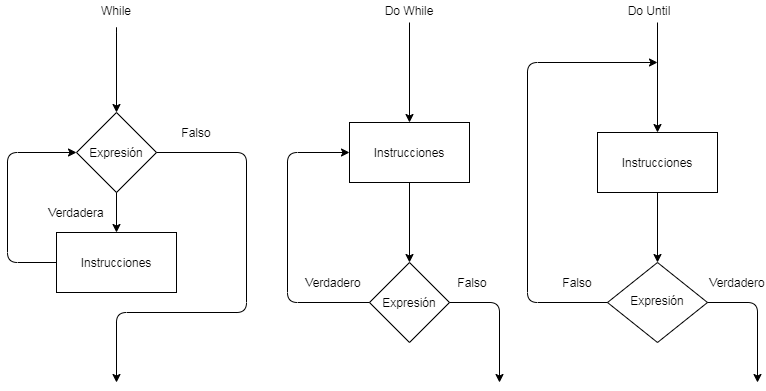 While
Do While
Do Until
Expresión
Falso
Verdadera
Instrucciones
Instrucciones
Verdadero
Expresión
Falso
Instrucciones
Falso
Expresión
Verdadero